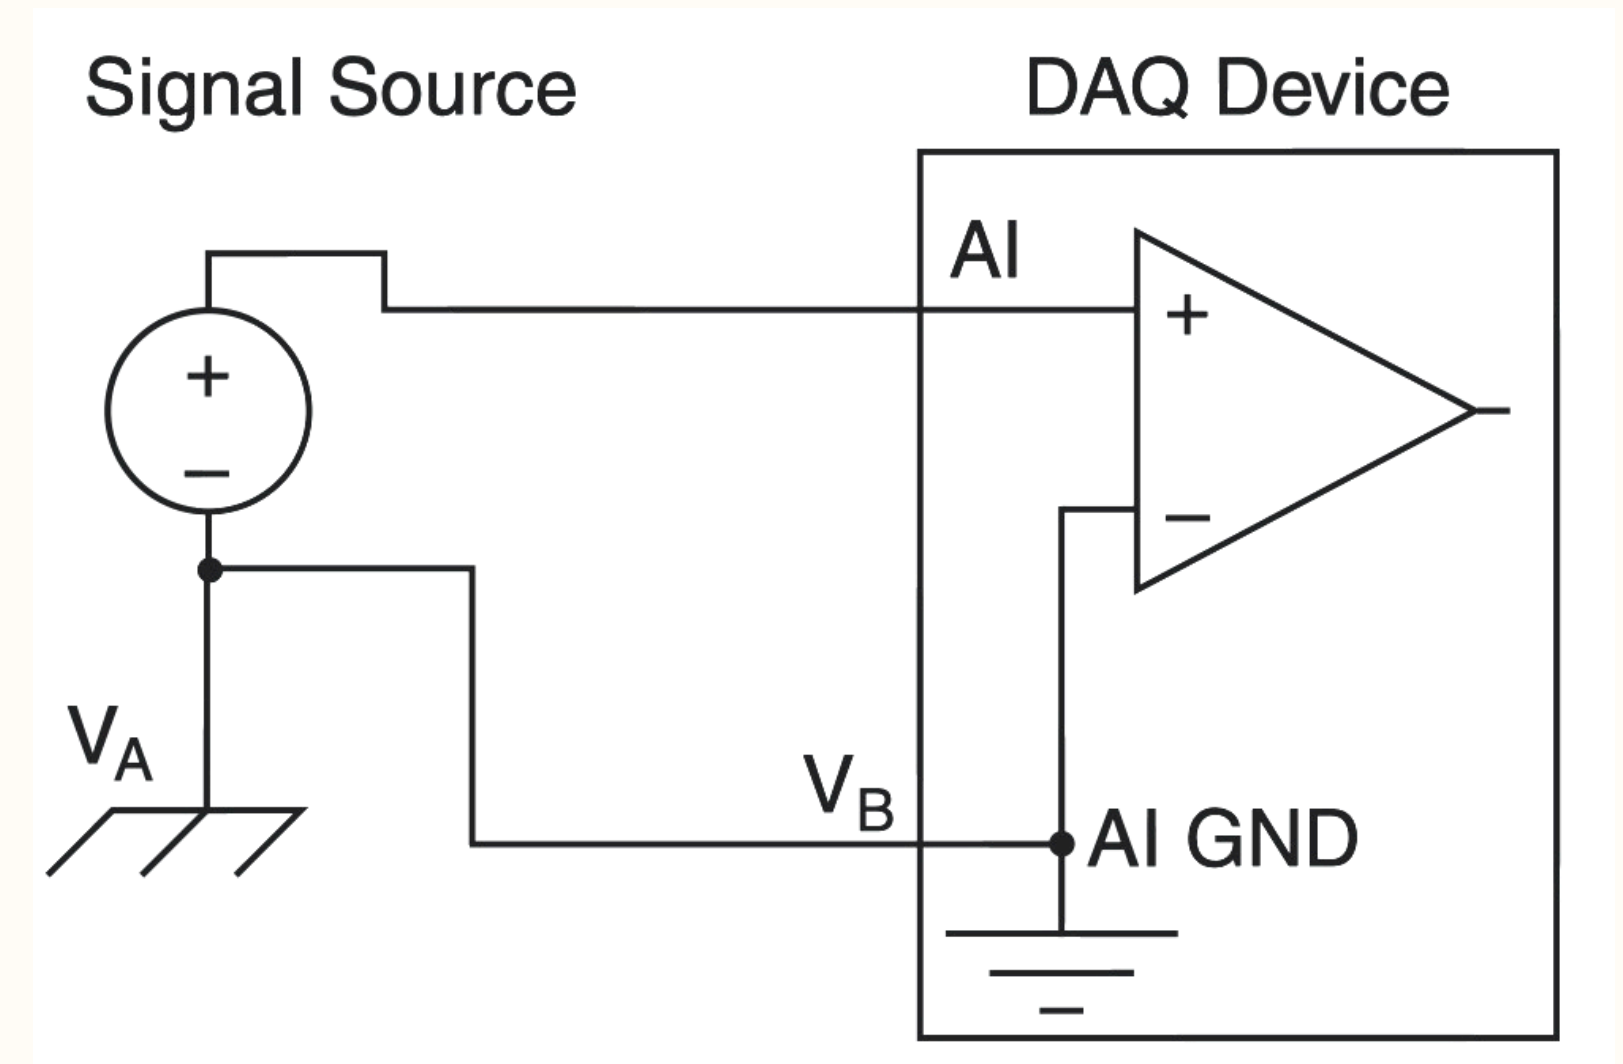 Signal Source
DAQ Device
AI
+
+
−
−
VA
VB
AI GND